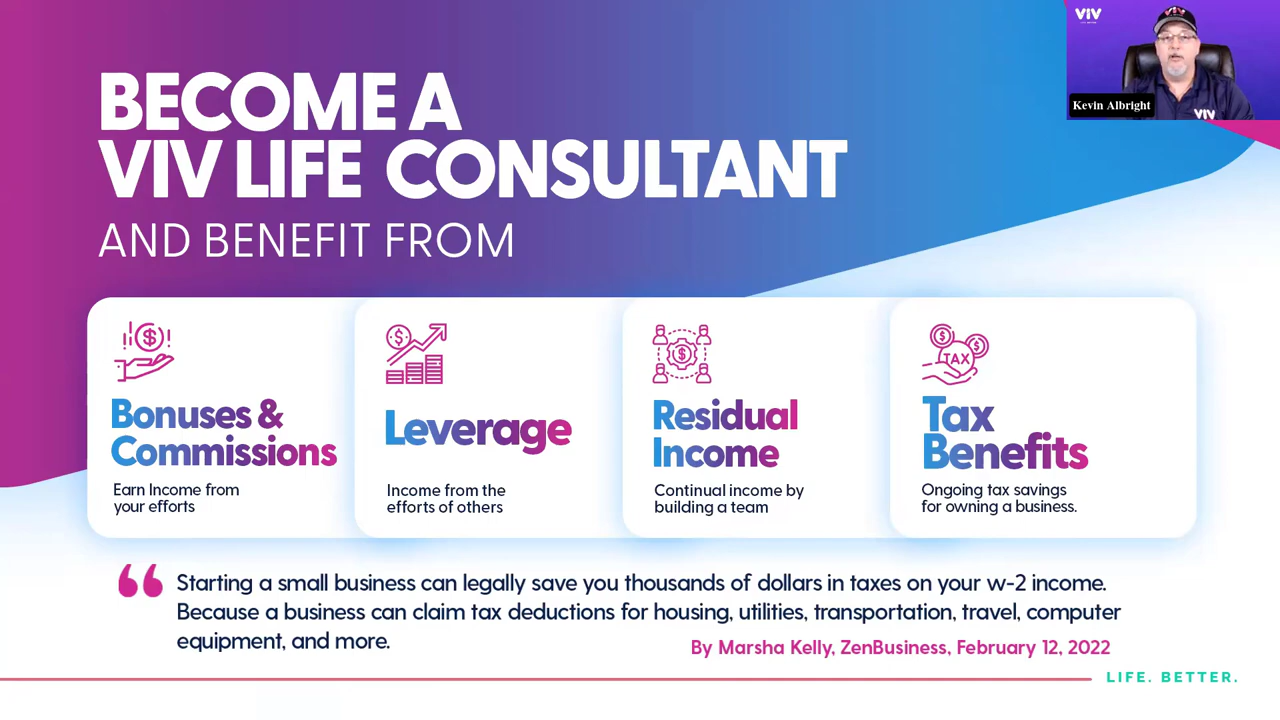 BECOME A
VIV LIFE CONSULTANT
AND BENEFIT FROM
VIV
Kevin Albright
VIV
Bonuses &
Commissions
Earn Income from
your efforts
Leverage
Income from the
efforts of others
Residual
Income
Continual income by
building a team
TAX
Tax
Benefits
Ongoing tax savings
for owning a business.
“ Starting a small business can legally save you thousands of dollars in taxes on your w-2 income.
Because a business can claim tax deductions for housing, utilities, transportation, travel, computer
equipment, and more.
By Marsha Kelly, ZenBusiness, February 12, 2022
LIFE. BETTER.